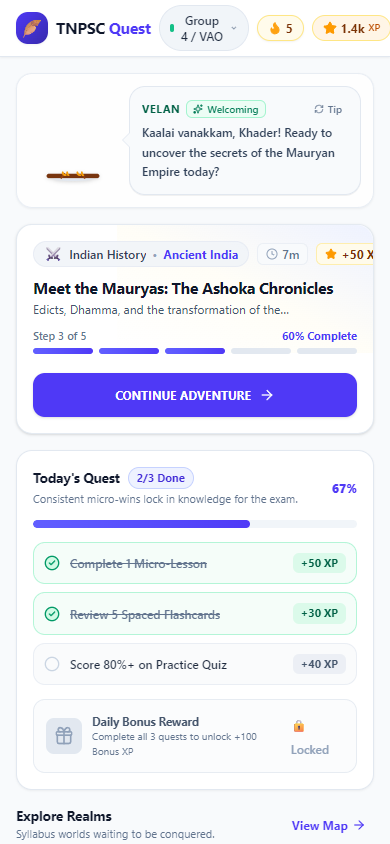 TNPSC Quest
Group
4 / VAO
5
1.4k XP
VELAN
Welcoming
Tip
Kaalai vanakkam, Khader! Ready to
uncover the secrets of the Mauryan
Empire today?
Indian History • Ancient India
7m
+50 X
Meet the Mauryas: The Ashoka Chronicles
Edicts, Dhamma, and the transformation of the...
Step 3 of 5
60% Complete
CONTINUE ADVENTURE
Today's Quest
2/3 Done
Consistent micro-wins lock in knowledge for the exam.
67%
Complete 1 Micro-Lesson
+50 XP
Review 5 Spaced Flashcards
+30 XP
Score 80%+ on Practice Quiz
+40 XP
Daily Bonus Reward
Complete all 3 quests to unlock +100
Bonus XP
Locked
Explore Realms
Syllabus worlds waiting to be conquered.
View Map